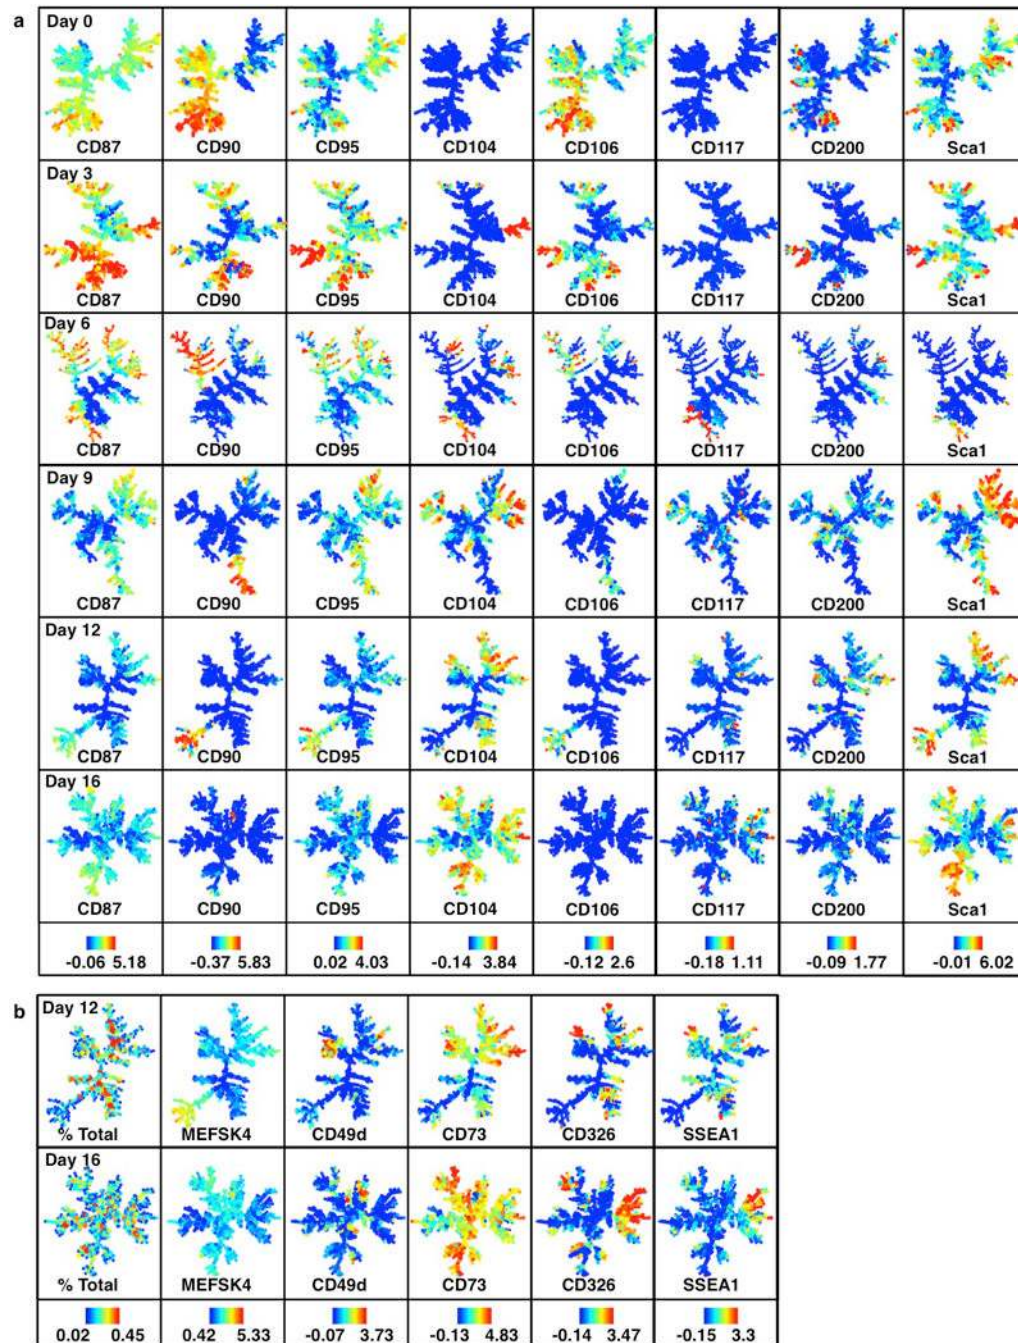 a
Day 0
CD87 CD90 CD95 CD104 CD106 CD117 CD200 Sca1
Day 3
CD87 CD90 CD95 CD104 CD106 CD117 CD200 Sca1
Day 6
CD87 CD90 CD95 CD104 CD106 CD117 CD200 Sca1
Day 9
CD87 CD90 CD95 CD104 CD106 CD117 CD200 Sca1
Day 12
CD87 CD90 CD95 CD104 CD106 CD117 CD200 Sca1
Day 16
CD87 CD90 CD95 CD104 CD106 CD117 CD200 Sca1
-0.06 5.18 -0.37 5.83 0.02 4.03 -0.14 3.84 -0.12 2.6 -0.18 1.11 -0.09 1.77 -0.01 6.02
b
Day 12
% Total MEFSK4 CD49d CD73 CD326 SSEA1
Day 16
% Total MEFSK4 CD49d CD73 CD326 SSEA1
0.02 0.45 0.42 5.33 -0.07 3.73 -0.13 4.83 -0.14 3.47 -0.15 3.3